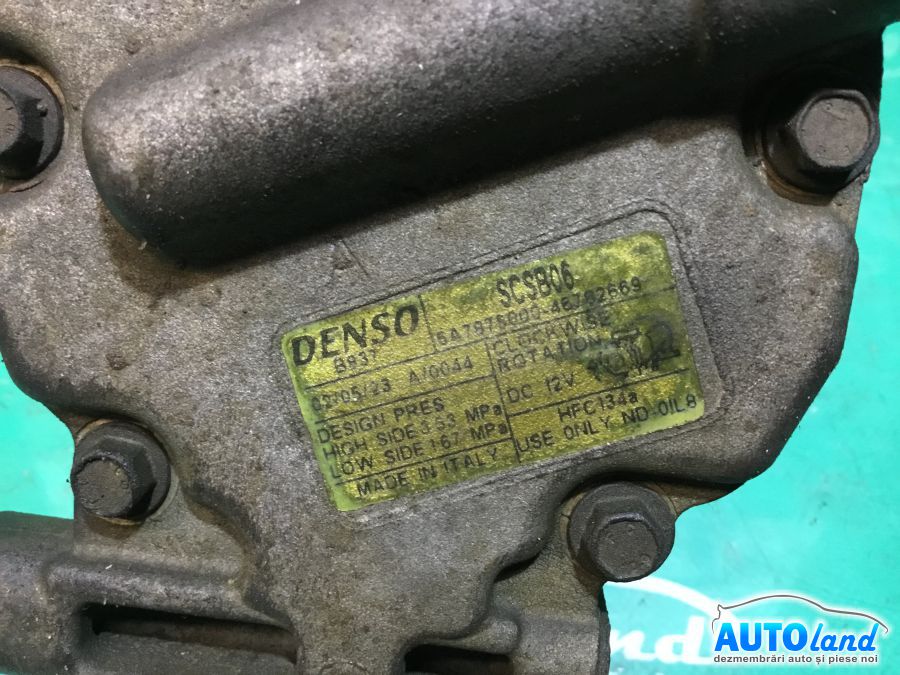 DENSO
B937
SCSB06
5A7875600 46782669
02/05/23 A/0044
CLOCKWISE
ROTATION
DC 12V
DESIGN PRES
HIGH SIDE 3.53 MPa
LOW SIDE 1.67 MPa
MADE IN ITALY
HFC134a
USE ONLY ND-OIL8
land
AUTOland
dezmembrări auto și piese noi